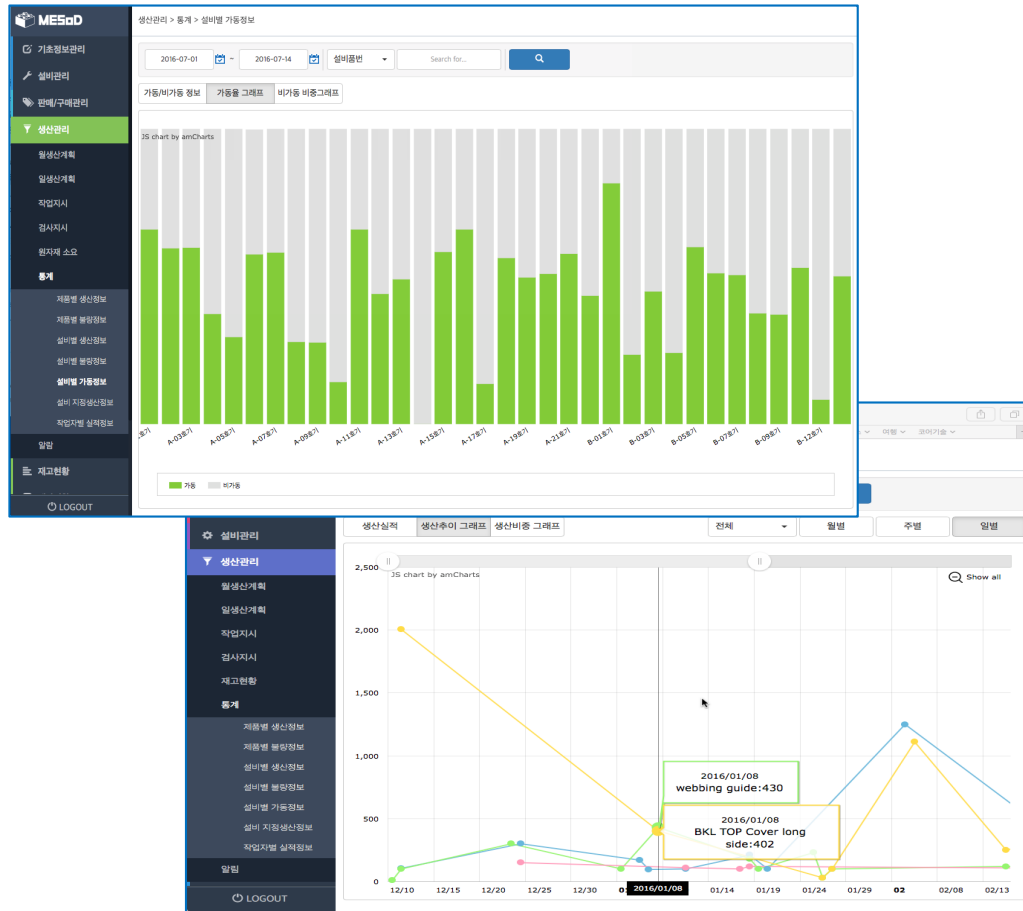 MESoD
기초정보관리
설비관리
판매/구매관리
생산관리
월생산계획
일생산계획
작업지시
검사지시
원자재 소요
통계
제품별 생산정보
제품별 불량정보
설비별 생산정보
설비별 불량정보
설비별 가동정보
설비 지정생산정보
작업자별 실적정보
알람
재고현황
LOGOUT
생산관리 > 통계 > 설비별 가동정보
2016-07-01 ~ 2016-07-14 설비품번 Search for...
가동/비가동 정보 가동율 그래프 비가동 비중그래프
JS chart by amCharts
A-03호기 A-05호기 A-07호기 A-09호기 A-11호기 A-13호기 A-15호기 A-17호기 A-19호기 A-21호기 B-01호기 B-03호기 B-05호기 B-07호기 B-09호기 B-12호기
가동 비가동
여행 코어기술
설비관리
생산관리
월생산계획
일생산계획
작업지시
검사지시
재고현황
통계
제품별 생산정보
제품별 불량정보
설비별 생산정보
설비별 불량정보
설비별 가동정보
설비 지정생산정보
작업자별 실적정보
알림
LOGOUT
생산실적 생산추이 그래프 생산비중 그래프 전체 월별 주별 일별
JS chart by amCharts
Show all
2,500
2,000
1,500
1,000
500
0
2016/01/08
webbing guide:430
2016/01/08
BKL TOP Cover long
side:402
12/10 12/15 12/20 12/25 12/30 2016/01/08 01/14 01/19 01/24 01/29 02 02/08 02/13